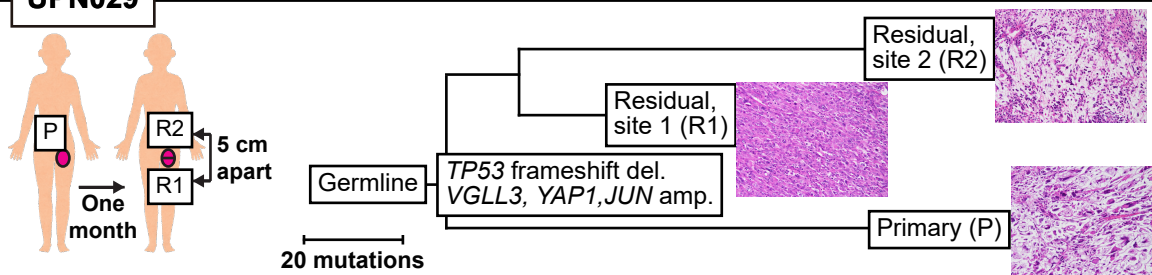 UPN029
P
R2
R1
5 cm
apart
One
month
Germline
TP53 frameshift del.
VGLL3, YAP1,JUN amp.
Residual,
site 2 (R2)
Residual,
site 1 (R1)
Primary (P)
20 mutations